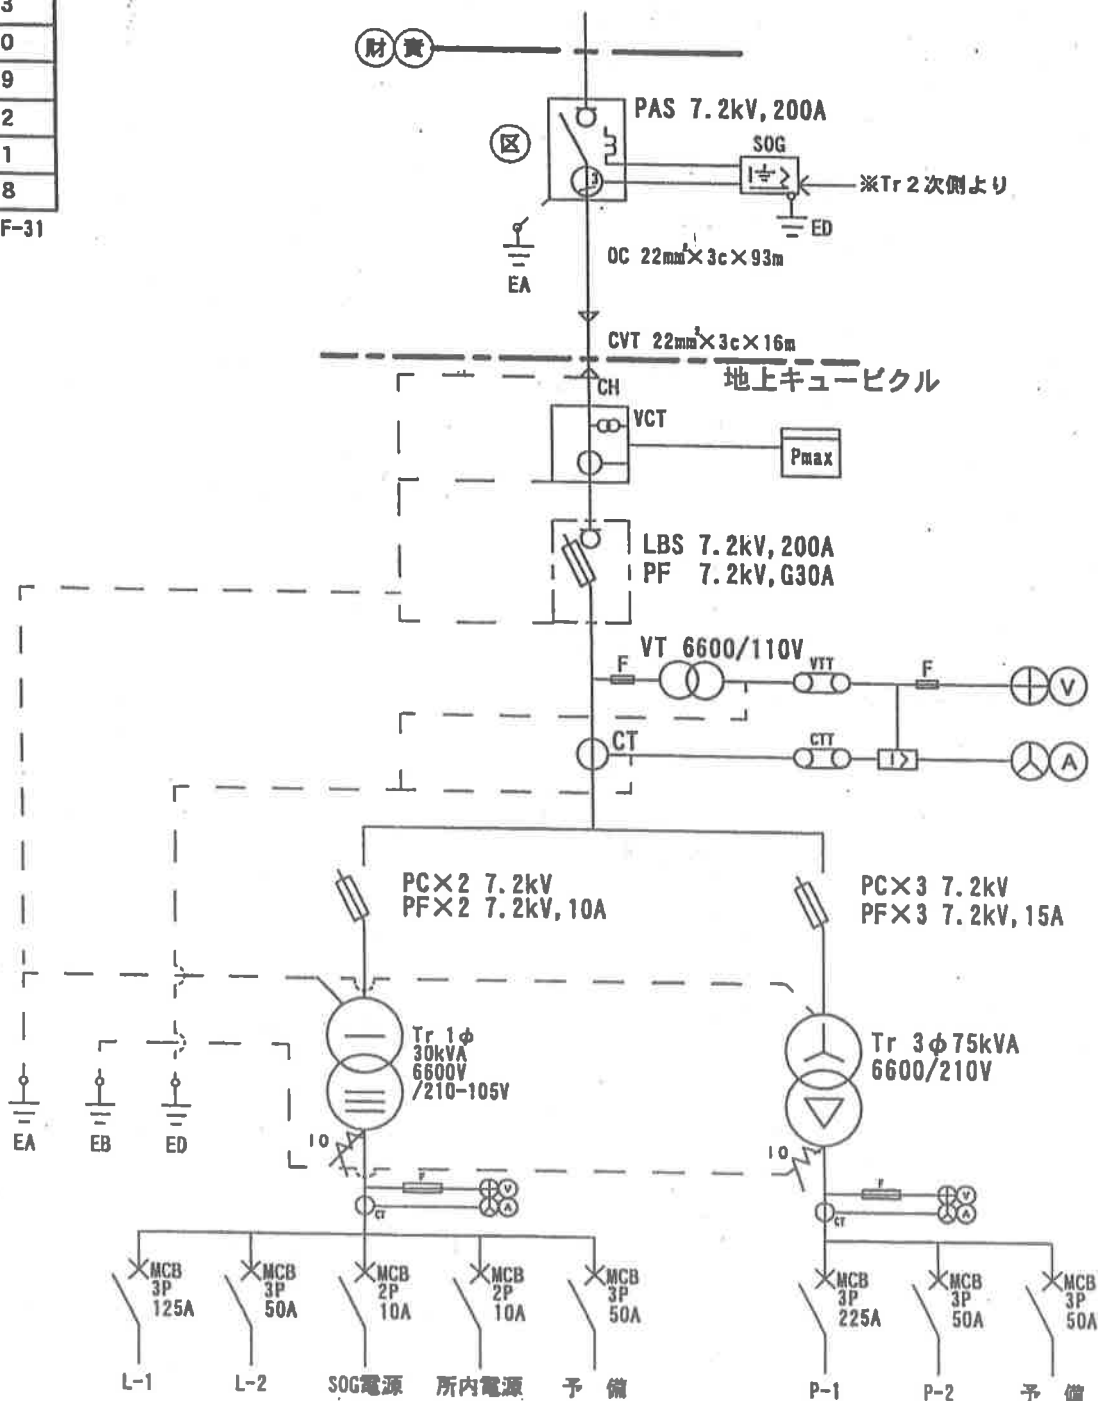 3
0
9
2
1
8
F-31
財 責
PAS 7.2kV,200A
区
SOG
I > 
※Tr2次側より
ED
EA
OC 22mm²×3c×93m
CVT 22mm²×3c×16m
地上キュービクル
CH
VCT
Pmax
LBS 7.2kV,200A
PF 7.2kV,G30A
VT 6600/110V
F
VTT
F
V
CT
CTT
I>
A
PC×2 7.2kV
PF×2 7.2kV,10A
PC×3 7.2kV
PF×3 7.2kV,15A
Tr 1φ
30kVA
6600V
/210-105V
Tr 3φ75kVA
6600/210V
EA
EB
ED
IO
F
V
A
CT
IO
F
V
A
CT
MCB
3P
125A
MCB
3P
50A
MCB
2P
10A
MCB
2P
10A
MCB
3P
50A
MCB
3P
225A
MCB
3P
50A
MCB
3P
50A
L-1
L-2
SOG電源
所内電源
予 備
P-1
P-2
予 備